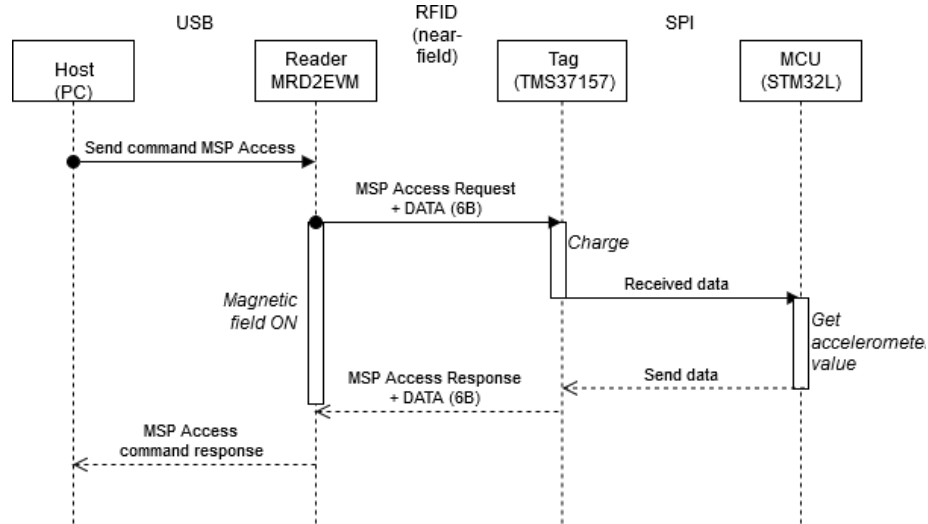 USB
RFID
(near-
field)
SPI
Host
(PC)
Reader
MRD2EVM
Tag
(TMS37157)
MCU
(STM32L)
Send command MSP Access
MSP Access Request
+ DATA (6B)
Charge
Received data
Magnetic
field ON
Get
acceleromete
value
Send data
MSP Access Response
+ DATA (6B)
MSP Access
command response